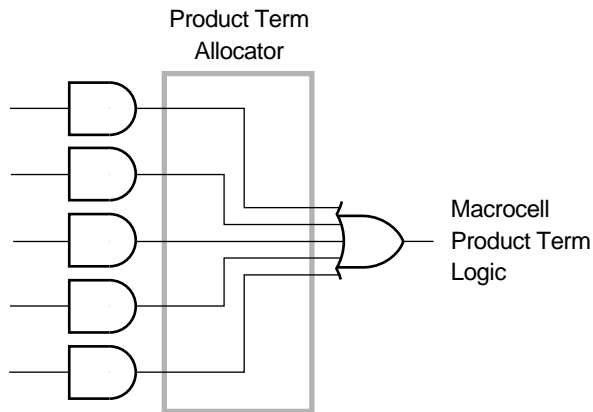 Product Term
Allocator
Macrocell
Product Term
Logic